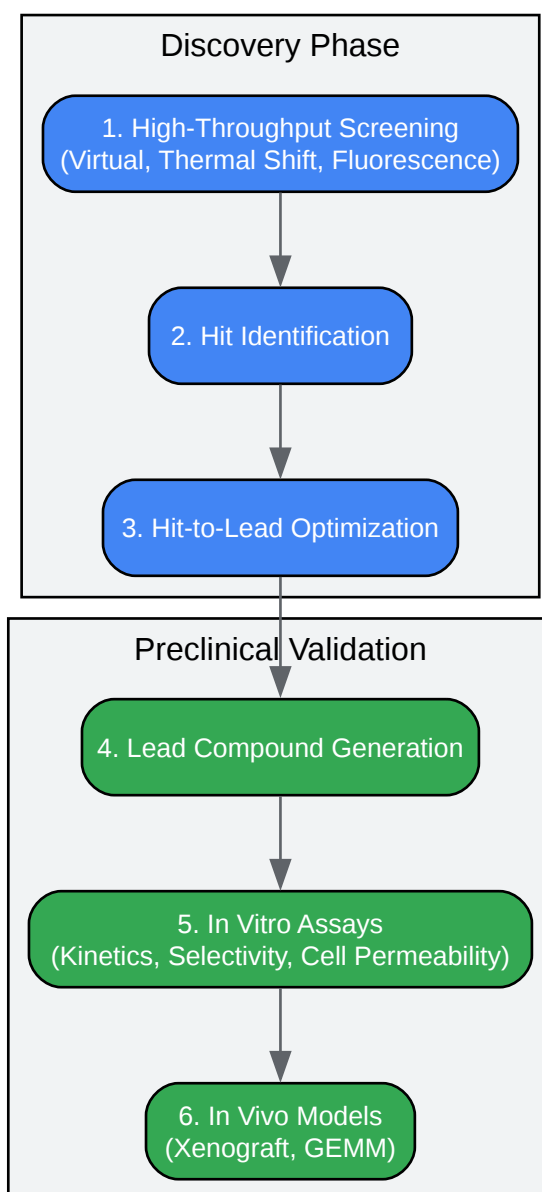 Discovery Phase
1. High-Throughput Screening
(Virtual, Thermal Shift, Fluorescence)
2. Hit Identification
3. Hit-to-Lead Optimization
Preclinical Validation
4. Lead Compound Generation
5. In Vitro Assays
(Kinetics, Selectivity, Cell Permeability)
6. In Vivo Models
(Xenograft, GEMM)